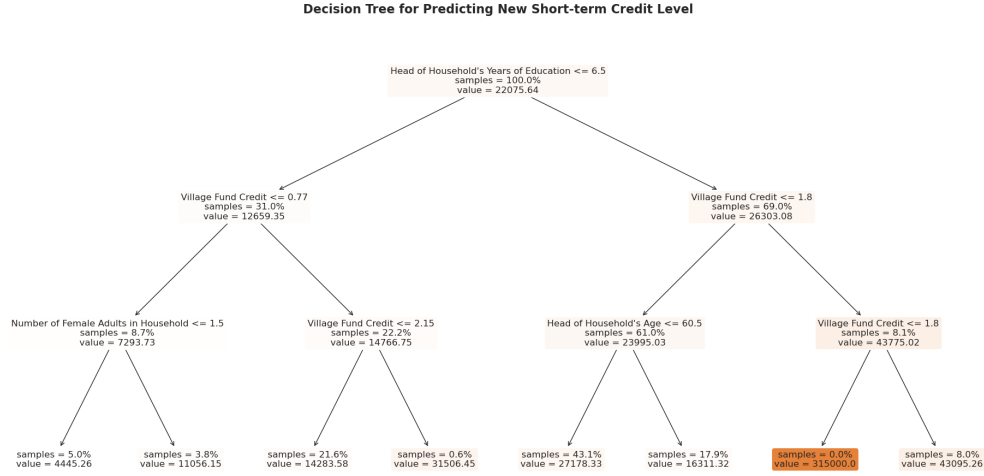 Decision Tree for Predicting New Short-term Credit Level
Head of Household's Years of Education <= 6.5
samples = 100.0%
value = 22075.64
Village Fund Credit <= 0.77
samples = 31.0%
value = 12659.35
Village Fund Credit <= 1.8
samples = 69.0%
value = 26303.08
Number of Female Adults in Household <= 1.5
samples = 8.7%
value = 7293.73
Village Fund Credit <= 2.15
samples = 22.2%
value = 14766.75
Head of Household's Age <= 60.5
samples = 61.0%
value = 23995.03
Village Fund Credit <= 1.8
samples = 8.1%
value = 43775.02
samples = 5.0%
value = 4445.26
samples = 3.8%
value = 11056.15
samples = 21.6%
value = 14283.58
samples = 0.6%
value = 31506.45
samples = 43.1%
value = 27178.33
samples = 17.9%
value = 16311.32
samples = 0.0%
value = 315000.0
samples = 8.0%
value = 43095.26